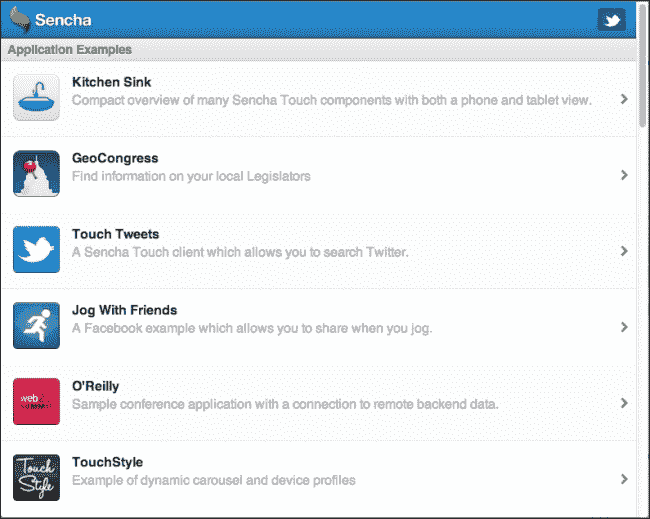 Sencha
Application Examples
Kitchen Sink
Compact overview of many Sencha Touch components with both a phone and tablet view.
GeoCongress
Find information on your local Legislators
Touch Tweets
A Sencha Touch client which allows you to search Twitter.
Jog With Friends
A Facebook example which allows you to share when you jog.
web
O'Reilly
Sample conference application with a connection to remote backend data.
Touch
Style
TouchStyle
Example of dynamic carousel and device profiles